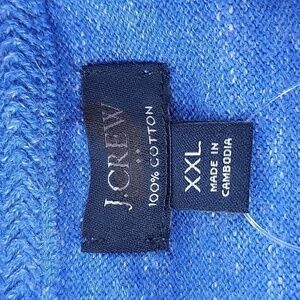 J.CREW
100% COTTON
XXL
MADE IN
CAMBODIA